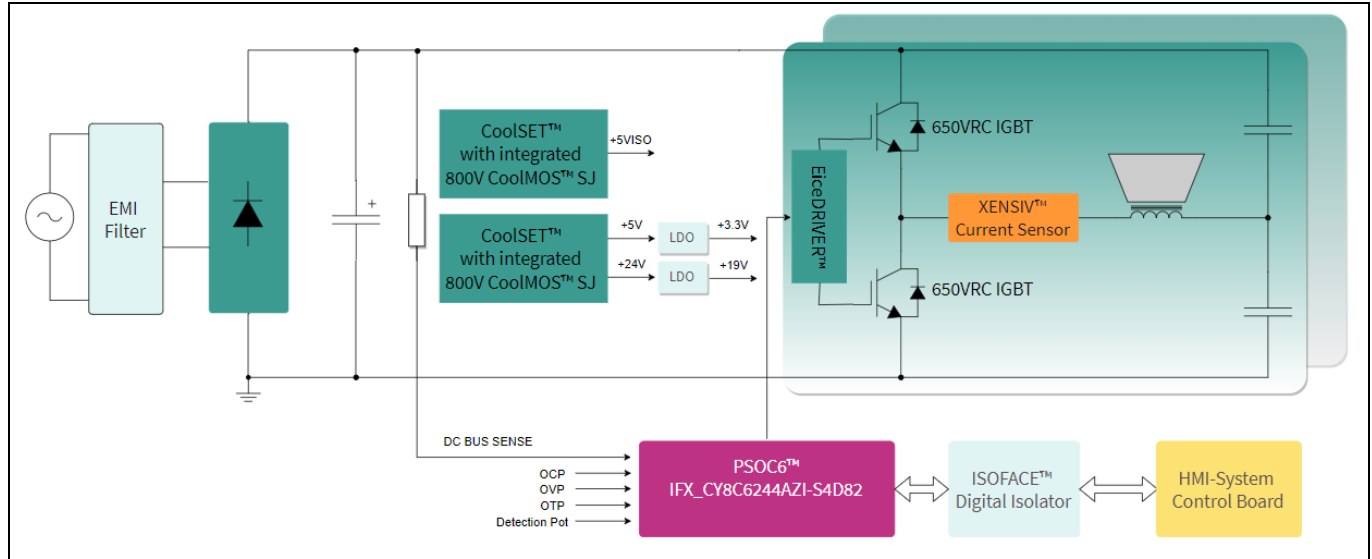 EMI
Filter
CoolSET™
with integrated
800V CoolMOS™ SJ
+5VISO
CoolSET™
with integrated
800V CoolMOS™ SJ
+5V
LDO
+3.3V
+24V
LDO
+19V
EiceDRIVER™
650VRC IGBT
650VRC IGBT
XENSIV™
Current Sensor
+
DC BUS SENSE
OCP
OVP
OTP
Detection Pot
PSOC6™
IFX_CY8C6244AZI-S4D82
ISOFACE™
Digital Isolator
HMI-System
Control Board